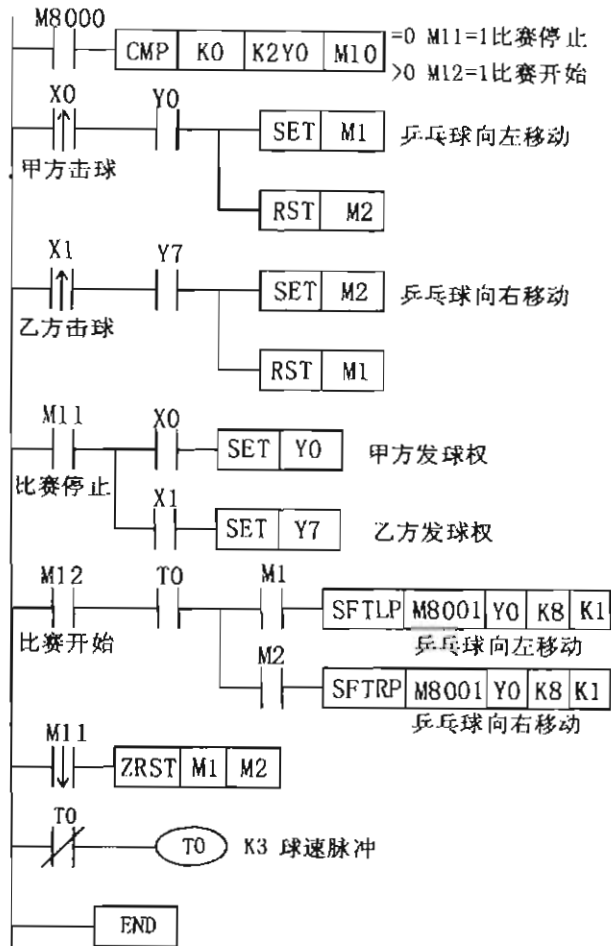 M8000
CMP K0 K2Y0 M10 =0 M11=1比赛停止
>0 M12=1比赛开始
X0 Y0
SET M1 乒乓球向左移动
甲方击球
RST M2
X1 Y7
SET M2 乒乓球向右移动
乙方击球
RST M1
M11 X0
SET Y0 甲方发球权
比赛停止
X1
SET Y7 乙方发球权
M12 T0 M1
SFTLP M8001 Y0 K8 K1
比赛开始 乒乓球向左移动
M2
SFTRP M8001 Y0 K8 K1
乒乓球向右移动
M11
ZRST M1 M2
T0
T0 K3 球速脉冲
END